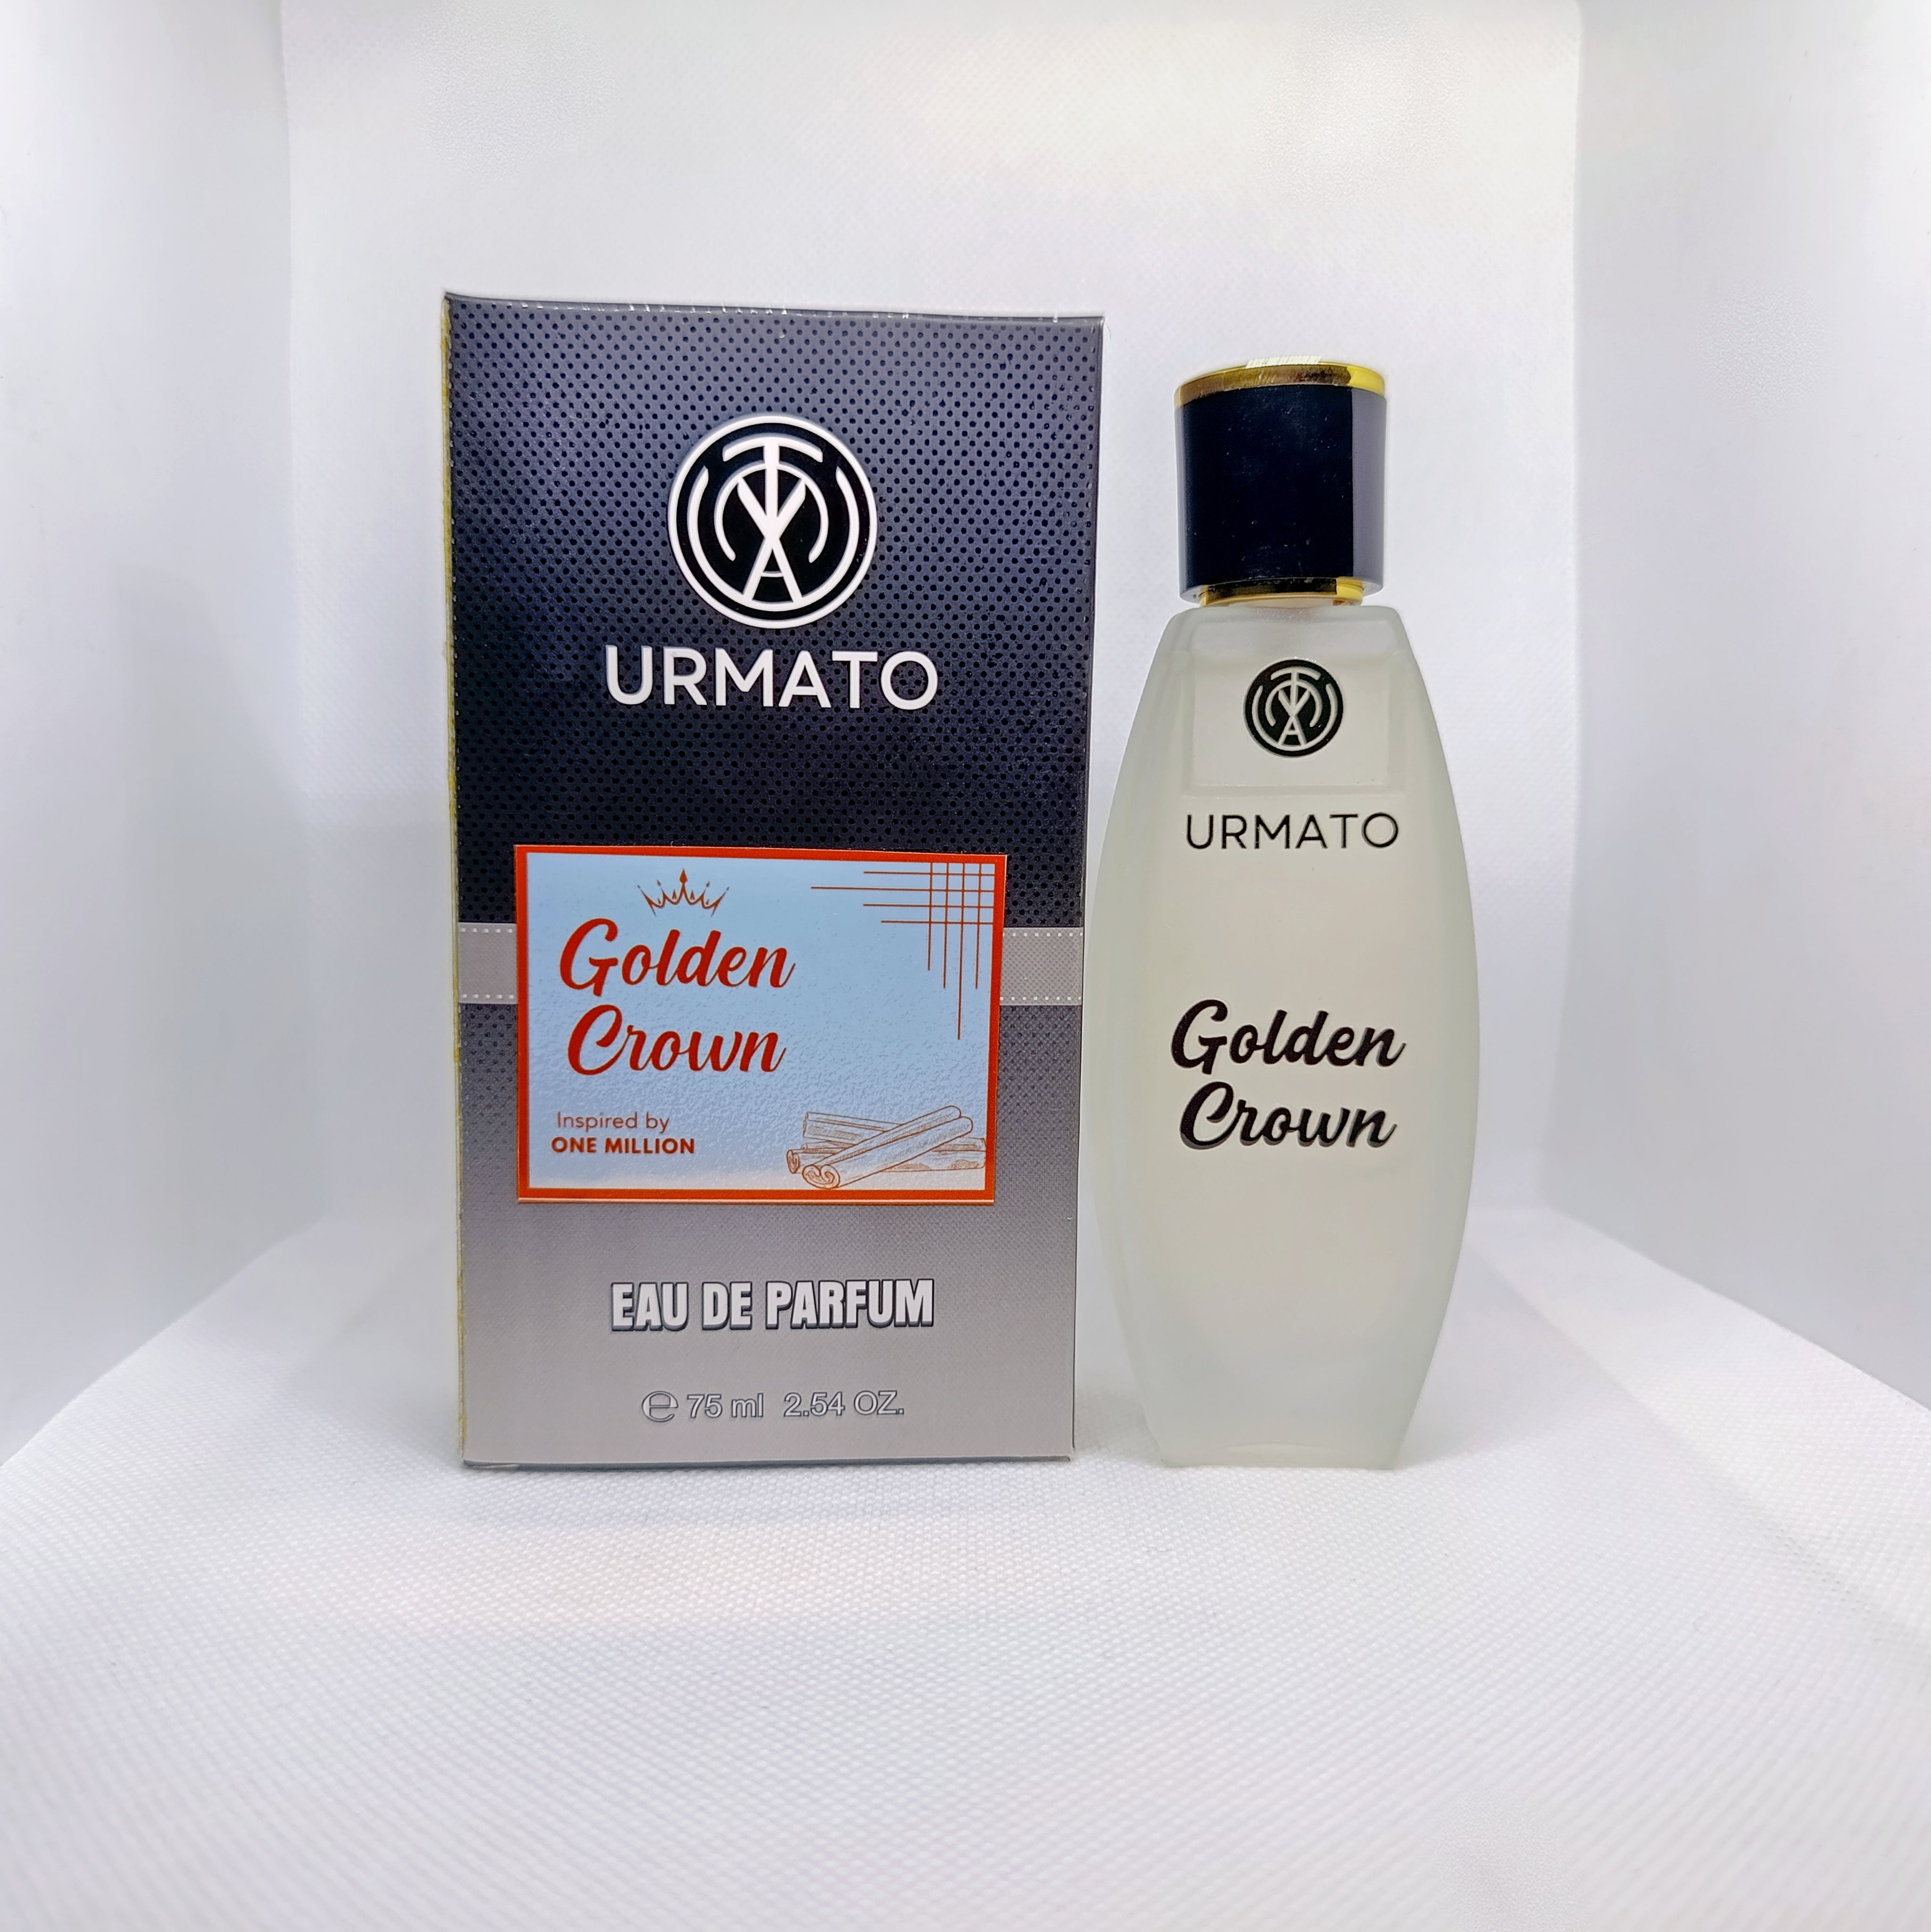 URMATO
Golden
Crown
Inspired by
ONE MILLION
EAU DE PARFUM
℮ 75 ml 2.54 OZ.
URMATO
Golden
Crown